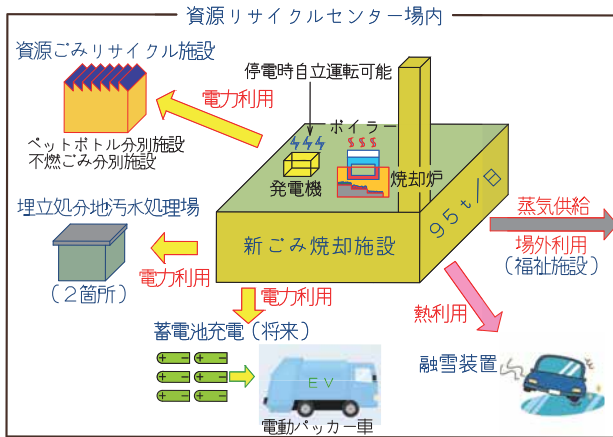 資源リサイクルセンター場内
資源ごみリサイクル施設
停電時自立運転可能
電力利用
ボイラー
ペットボトル分別施設
不燃ごみ分別施設
発電機
焼却炉
95t/日
埋立処分地汚水処理場
新ごみ焼却施設
蒸気供給
場外利用
(福祉施設)
電力利用
(2箇所)
電力利用
熱利用
蓄電池充電(将来)
+ - + -
+ - + -
+ - + -
EV
融雪装置
電動パッカー車